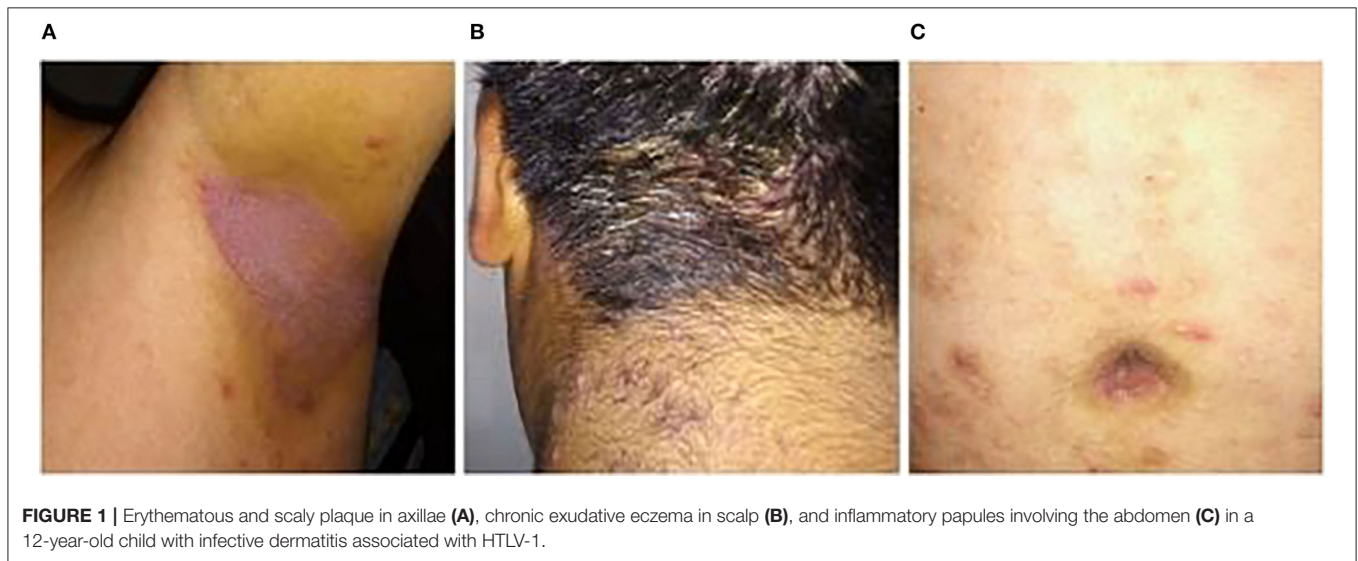 A
B
C
FIGURE 1 | Erythematous and scaly plaque in axillae (A), chronic exudative eczema in scalp (B), and inflammatory papules involving the abdomen (C) in a
12-year-old child with infective dermatitis associated with HTLV-1.